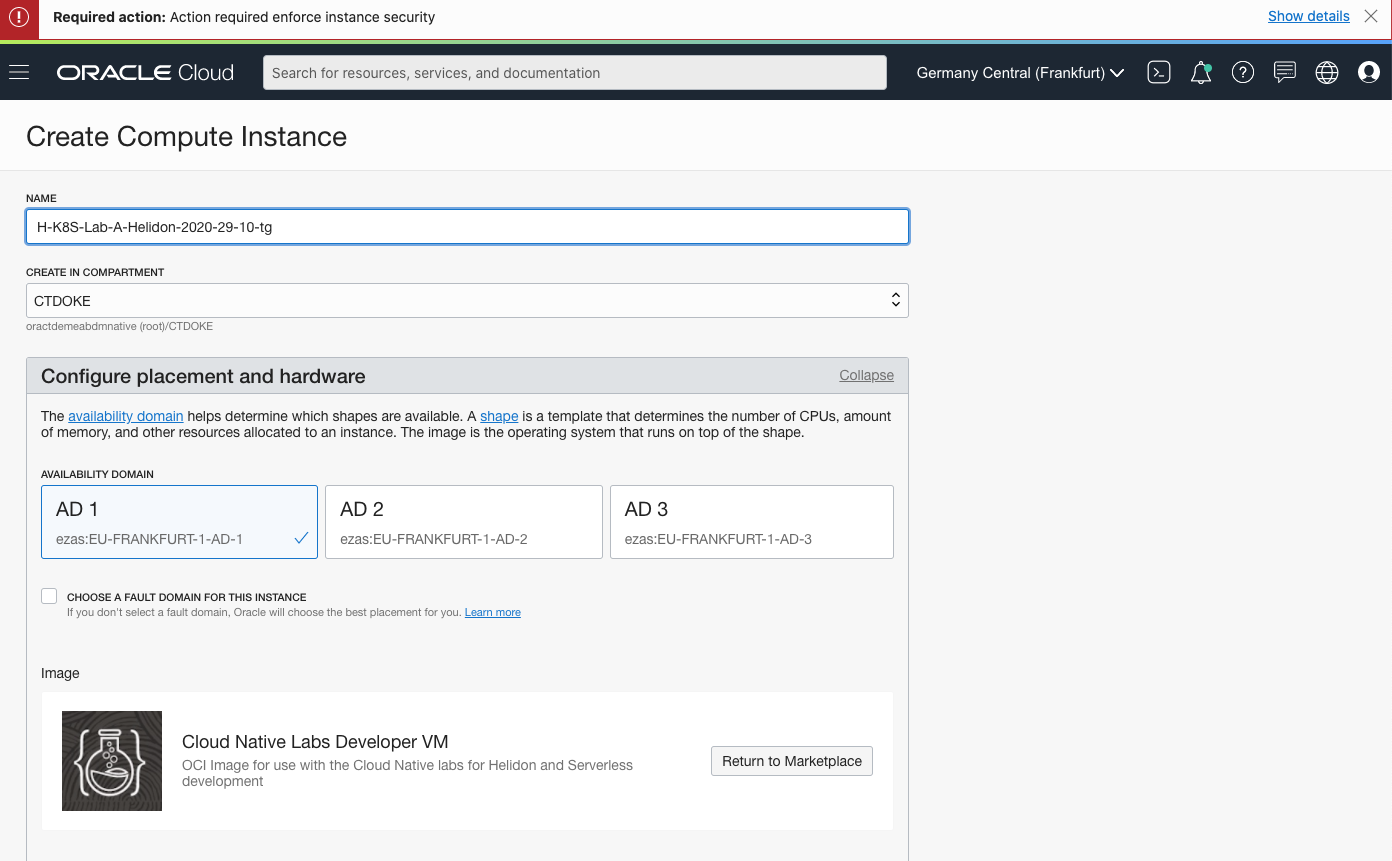 Required action: Action required enforce instance security
Show details
ORACLE Cloud
Search for resources, services, and documentation
Germany Central (Frankfurt)
Create Compute Instance
NAME
H-K8S-Lab-A-Helidon-2020-29-10-tg
CREATE IN COMPARTMENT
CTDOKE
oractdemeabdmnative (root)/CTDOKE
Configure placement and hardware
Collapse
The availability domain helps determine which shapes are available. A shape is a template that determines the number of CPUs, amount
of memory, and other resources allocated to an instance. The image is the operating system that runs on top of the shape.
AVAILABILITY DOMAIN
AD 1
ezas:EU-FRANKFURT-1-AD-1
AD 2
ezas:EU-FRANKFURT-1-AD-2
AD 3
ezas:EU-FRANKFURT-1-AD-3
CHOOSE A FAULT DOMAIN FOR THIS INSTANCE
If you don't select a fault domain, Oracle will choose the best placement for you. Learn more
Image
Cloud Native Labs Developer VM
OCI Image for use with the Cloud Native labs for Helidon and Serverless
development
Return to Marketplace